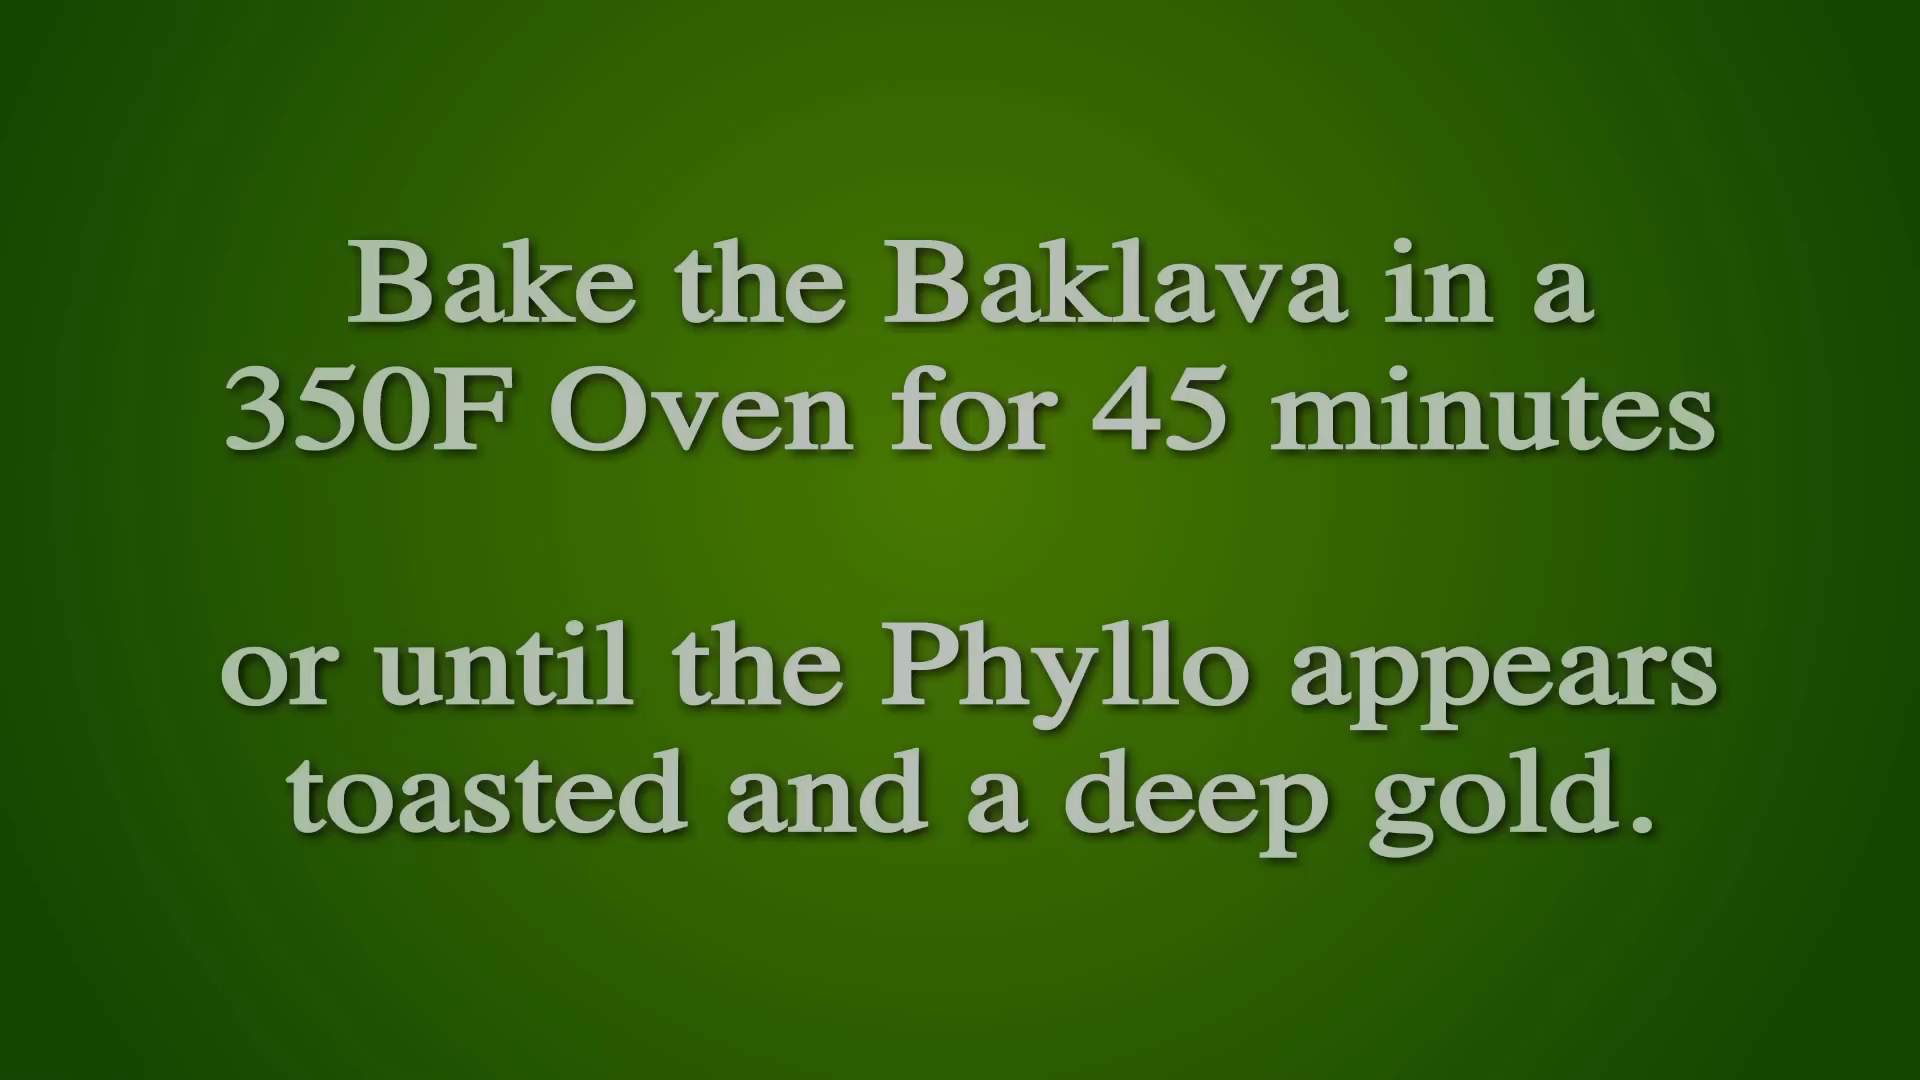 Bake the Baklava in a
350F Oven for 45 minutes
or until the Phyllo appears
toasted and a deep gold.